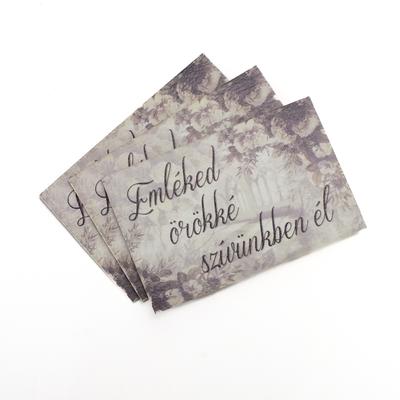 Emléked
örökké
szívünkben él